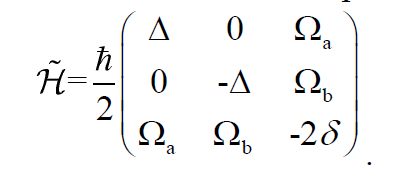 H̃ = ħ/2 ( Δ 0 Ωa
0 -Δ Ωb
Ωa Ωb -2δ ) .